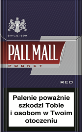 PALL MALL
RED
Palenie poważnie
szkodzi Tobie
i osobom w Twoim
otoczeniu